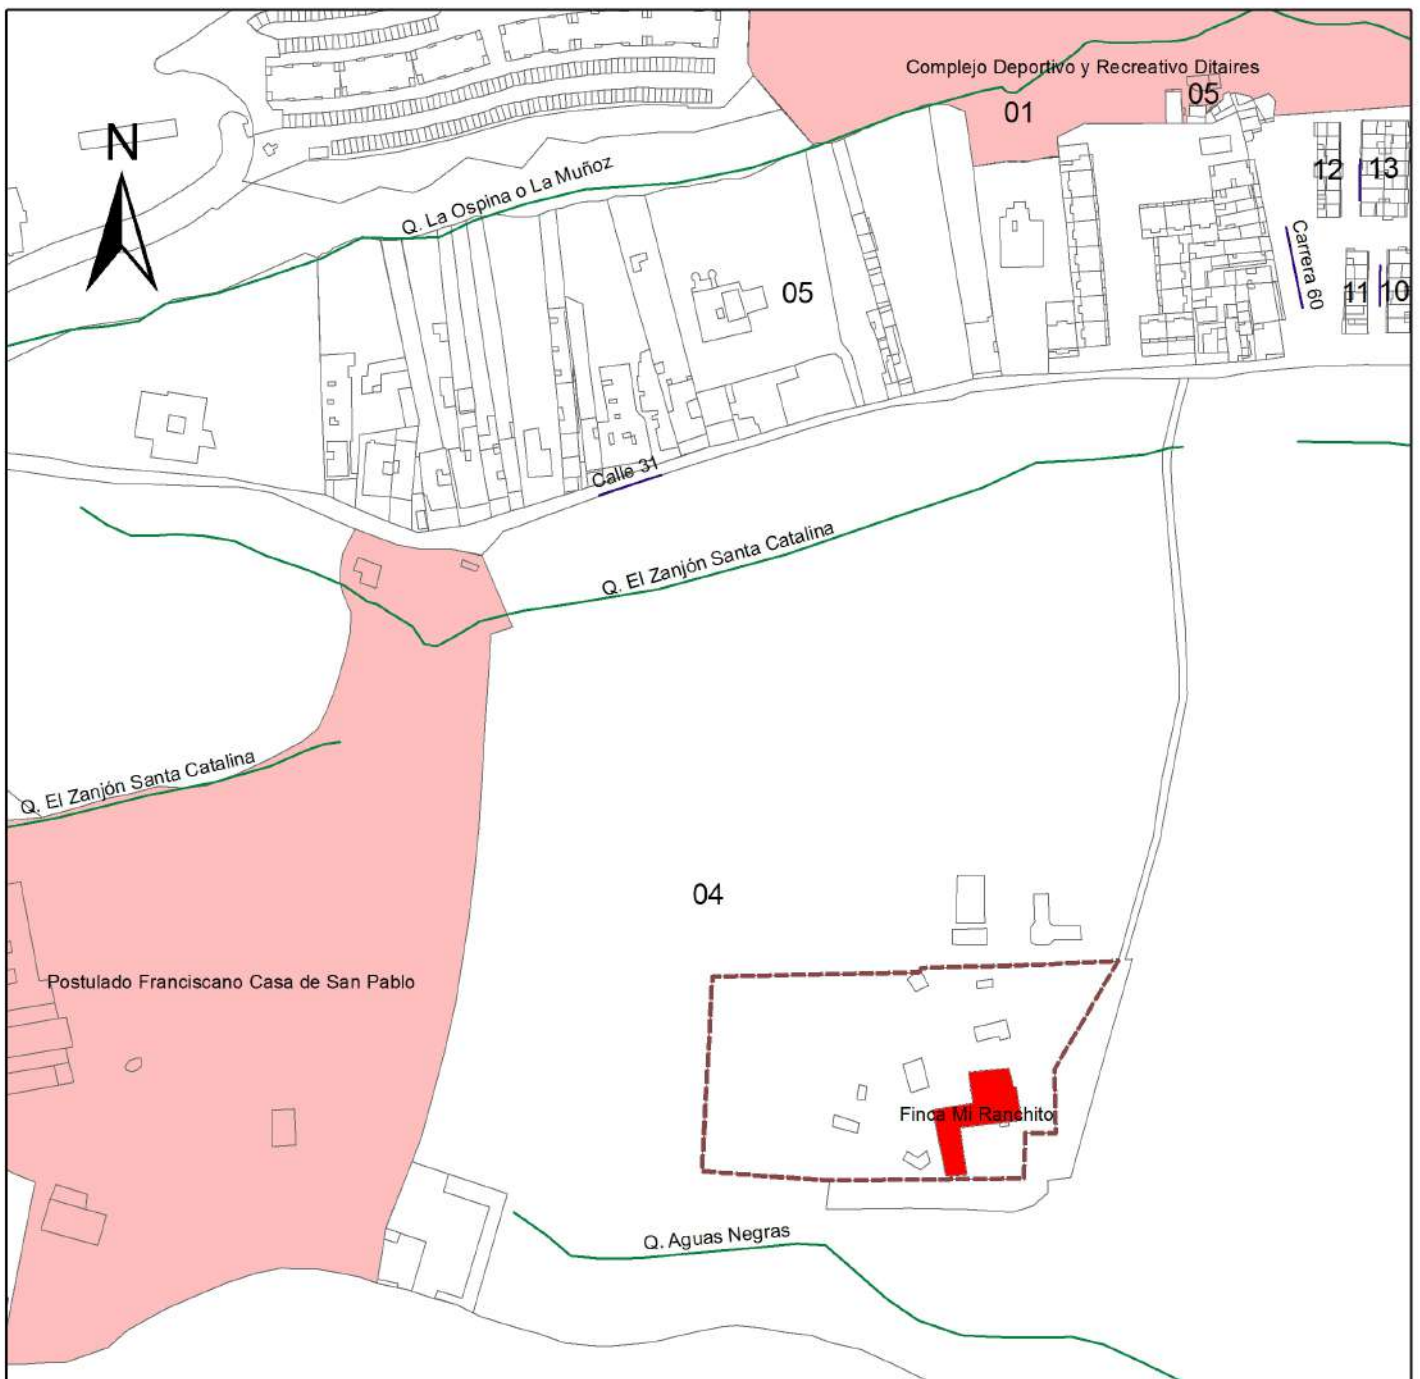 Complejo Deportivo y Recreativo Ditaires
05
01
N
12
13
Q. La Ospina o La Muñoz
Carrera 60
05
11
10
Calle 31
Q. El Zanjón Santa Catalina
Q. El Zanjón Santa Catalina
04
Postulado Franciscano Casa de San Pablo
Finca Mi Ranchito
Q. Aguas Negras